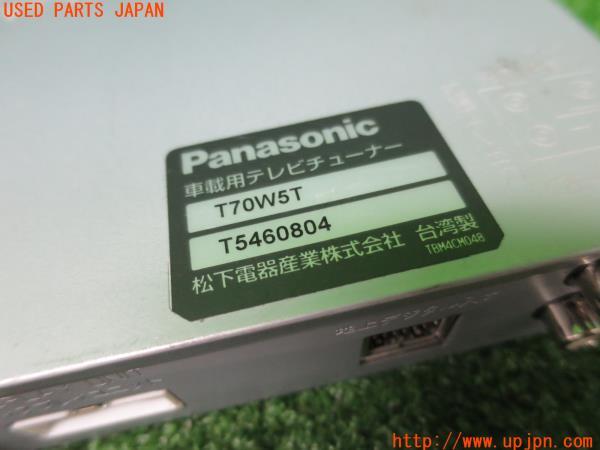 USED PARTS JAPAN
Panasonic
車載用テレビチューナー
T70W5T
T5460804
松下電器産業株式会社 台湾製
TBM4CM048
http://www.upjpn.com/